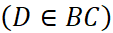 (𝐷 ∈ 𝐵𝐶)